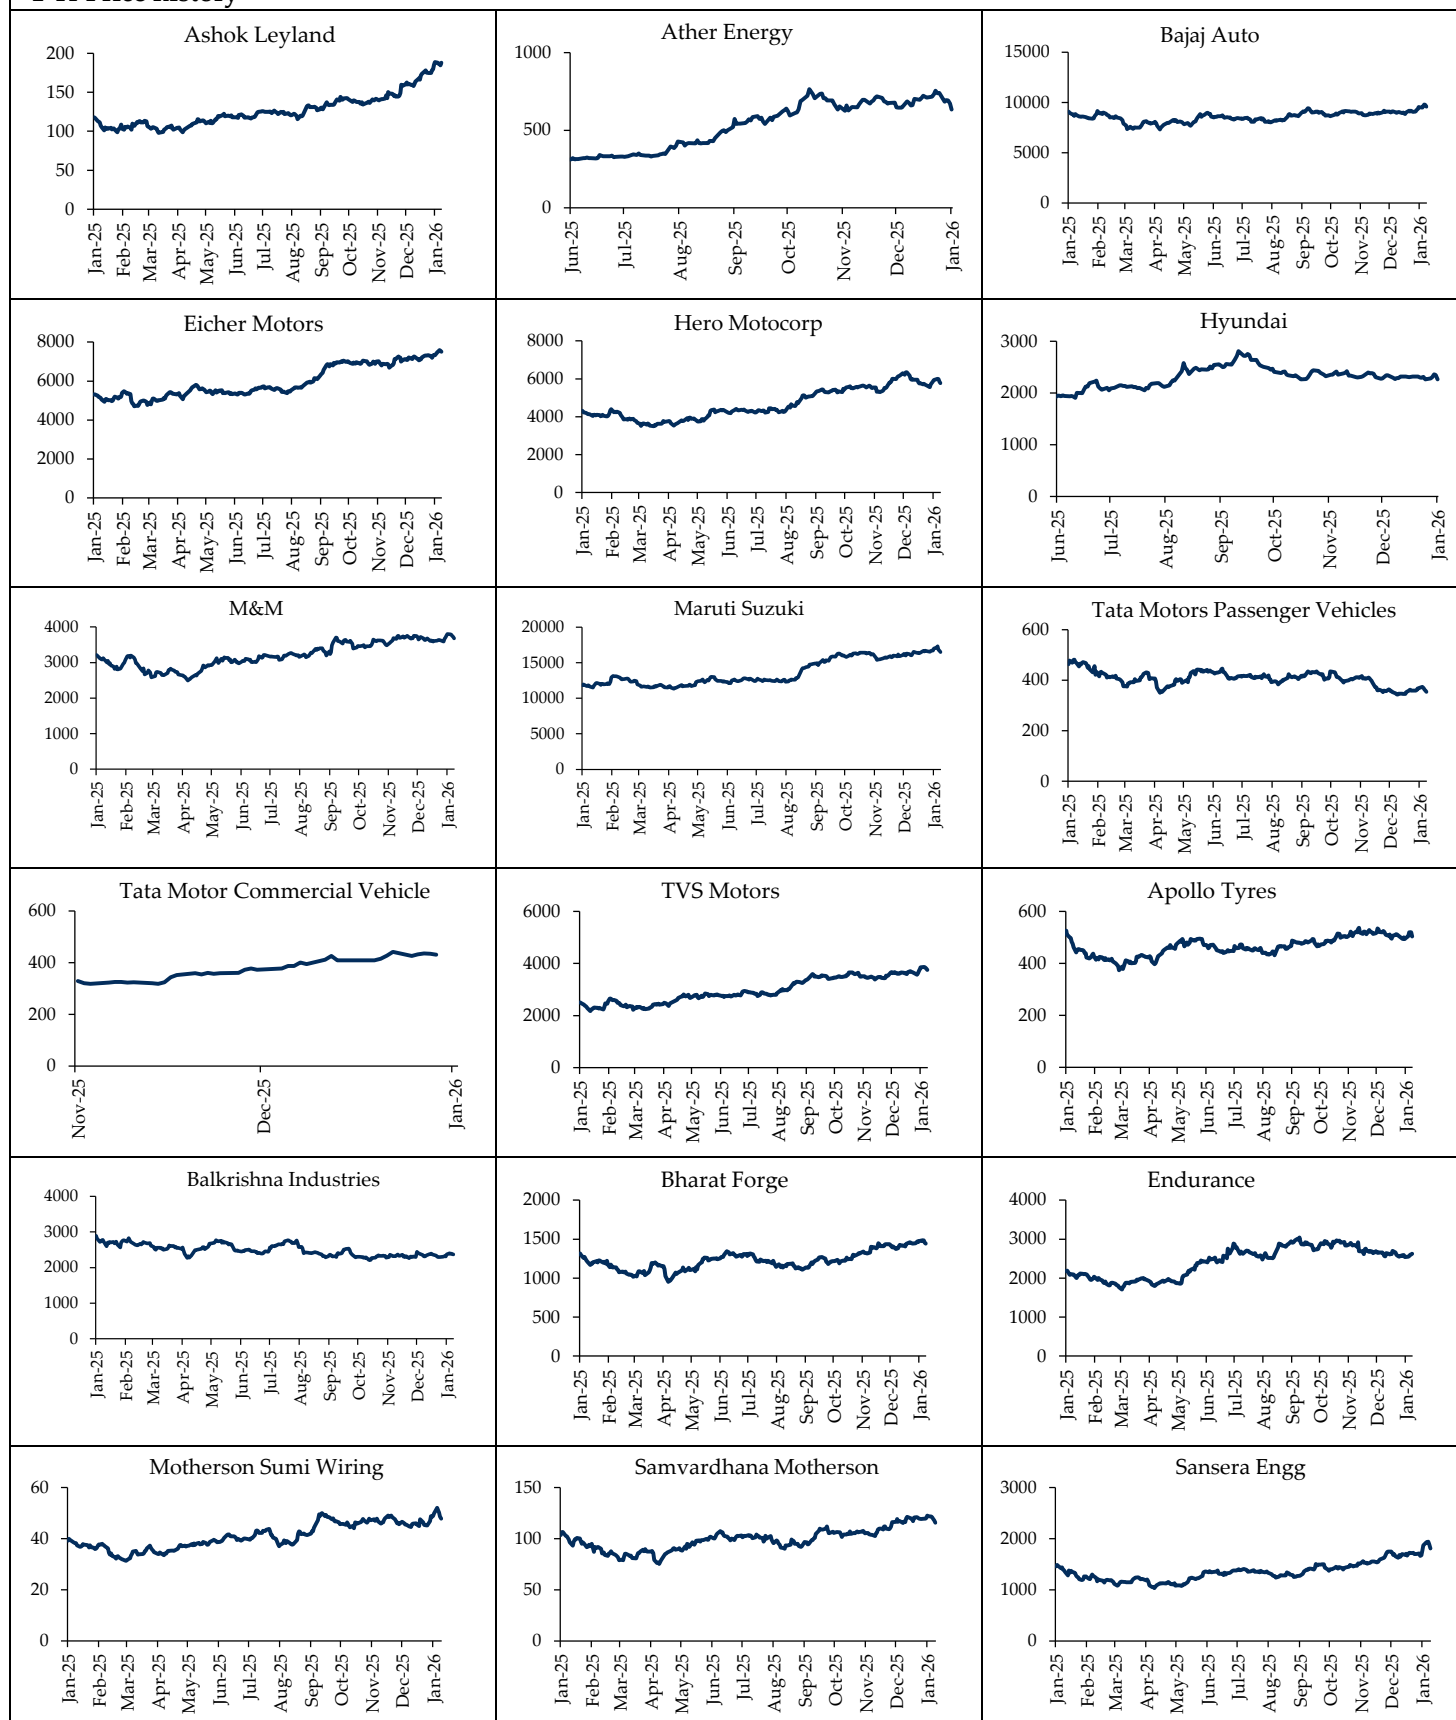 Price history
Ashok Leyland
200
150
100
50
0
Jan-25 Feb-25 Mar-25 Apr-25 May-25 Jun-25 Jul-25 Aug-25 Sep-25 Oct-25 Nov-25 Dec-25 Jan-26
Ather Energy
1000
500
0
Jun-25 Jul-25 Aug-25 Sep-25 Oct-25 Nov-25 Dec-25 Jan-26
Bajaj Auto
15000
10000
5000
0
Jan-25 Feb-25 Mar-25 Apr-25 May-25 Jun-25 Jul-25 Aug-25 Sep-25 Oct-25 Nov-25 Dec-25 Jan-26
Eicher Motors
8000
6000
4000
2000
0
Jan-25 Feb-25 Mar-25 Apr-25 May-25 Jun-25 Jul-25 Aug-25 Sep-25 Oct-25 Nov-25 Dec-25 Jan-26
Hero Motocorp
8000
6000
4000
2000
0
Jan-25 Feb-25 Mar-25 Apr-25 May-25 Jun-25 Jul-25 Aug-25 Sep-25 Oct-25 Nov-25 Dec-25 Jan-26
Hyundai
3000
2000
1000
0
Jun-25 Jul-25 Aug-25 Sep-25 Oct-25 Nov-25 Dec-25 Jan-26
M&M
4000
3000
2000
1000
0
Jan-25 Feb-25 Mar-25 Apr-25 May-25 Jun-25 Jul-25 Aug-25 Sep-25 Oct-25 Nov-25 Dec-25 Jan-26
Maruti Suzuki
20000
15000
10000
5000
0
Jan-25 Feb-25 Mar-25 Apr-25 May-25 Jun-25 Jul-25 Aug-25 Sep-25 Oct-25 Nov-25 Dec-25 Jan-26
Tata Motors Passenger Vehicles
600
400
200
0
Jan-25 Feb-25 Mar-25 Apr-25 May-25 Jun-25 Jul-25 Aug-25 Sep-25 Oct-25 Nov-25 Dec-25 Jan-26
Tata Motor Commercial Vehicle
600
400
200
0
Nov-25 Dec-25 Jan-26
TVS Motors
6000
4000
2000
0
Jan-25 Feb-25 Mar-25 Apr-25 May-25 Jun-25 Jul-25 Aug-25 Sep-25 Oct-25 Nov-25 Dec-25 Jan-26
Apollo Tyres
600
400
200
0
Jan-25 Feb-25 Mar-25 Apr-25 May-25 Jun-25 Jul-25 Aug-25 Sep-25 Oct-25 Nov-25 Dec-25 Jan-26
Balkrishna Industries
4000
3000
2000
1000
0
Jan-25 Feb-25 Mar-25 Apr-25 May-25 Jun-25 Jul-25 Aug-25 Sep-25 Oct-25 Nov-25 Dec-25 Jan-26
Bharat Forge
2000
1500
1000
500
0
Jan-25 Feb-25 Mar-25 Apr-25 May-25 Jun-25 Jul-25 Aug-25 Sep-25 Oct-25 Nov-25 Dec-25 Jan-26
Endurance
4000
3000
2000
1000
0
Jan-25 Feb-25 Mar-25 Apr-25 May-25 Jun-25 Jul-25 Aug-25 Sep-25 Oct-25 Nov-25 Dec-25 Jan-26
Motherson Sumi Wiring
60
40
20
0
Jan-25 Feb-25 Mar-25 Apr-25 May-25 Jun-25 Jul-25 Aug-25 Sep-25 Oct-25 Nov-25 Dec-25 Jan-26
Samvardhana Motherson
150
100
50
0
Jan-25 Feb-25 Mar-25 Apr-25 May-25 Jun-25 Jul-25 Aug-25 Sep-25 Oct-25 Nov-25 Dec-25 Jan-26
Sansera Engg
3000
2000
1000
0
Jan-25 Feb-25 Mar-25 Apr-25 May-25 Jun-25 Jul-25 Aug-25 Sep-25 Oct-25 Nov-25 Dec-25 Jan-26